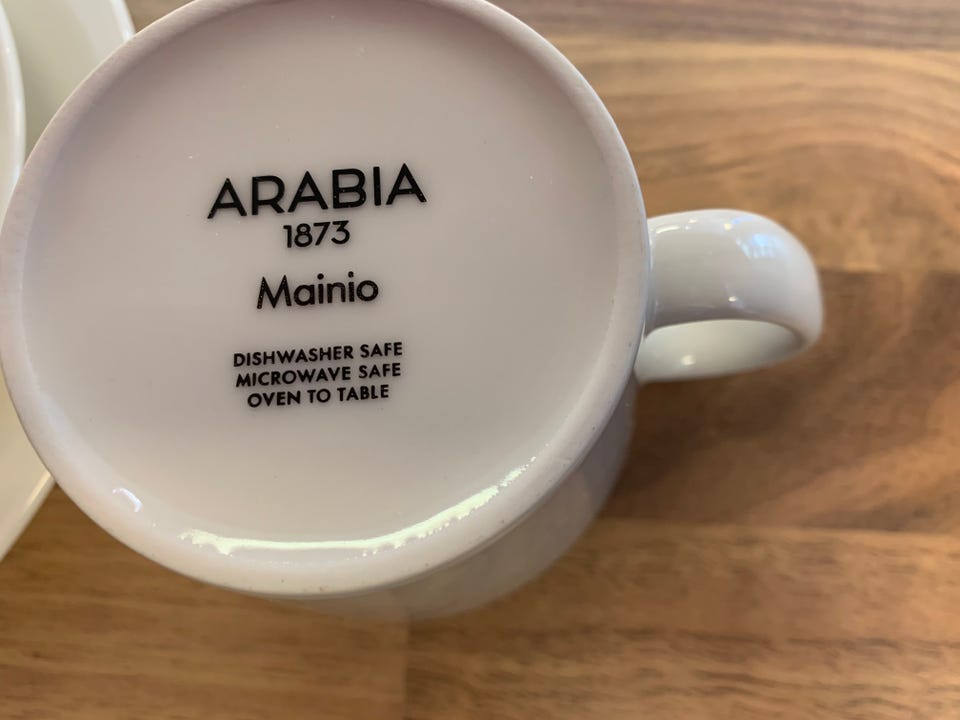 ARABIA
1873
Mainio
DISHWASHER SAFE
MICROWAVE SAFE
OVEN TO TABLE